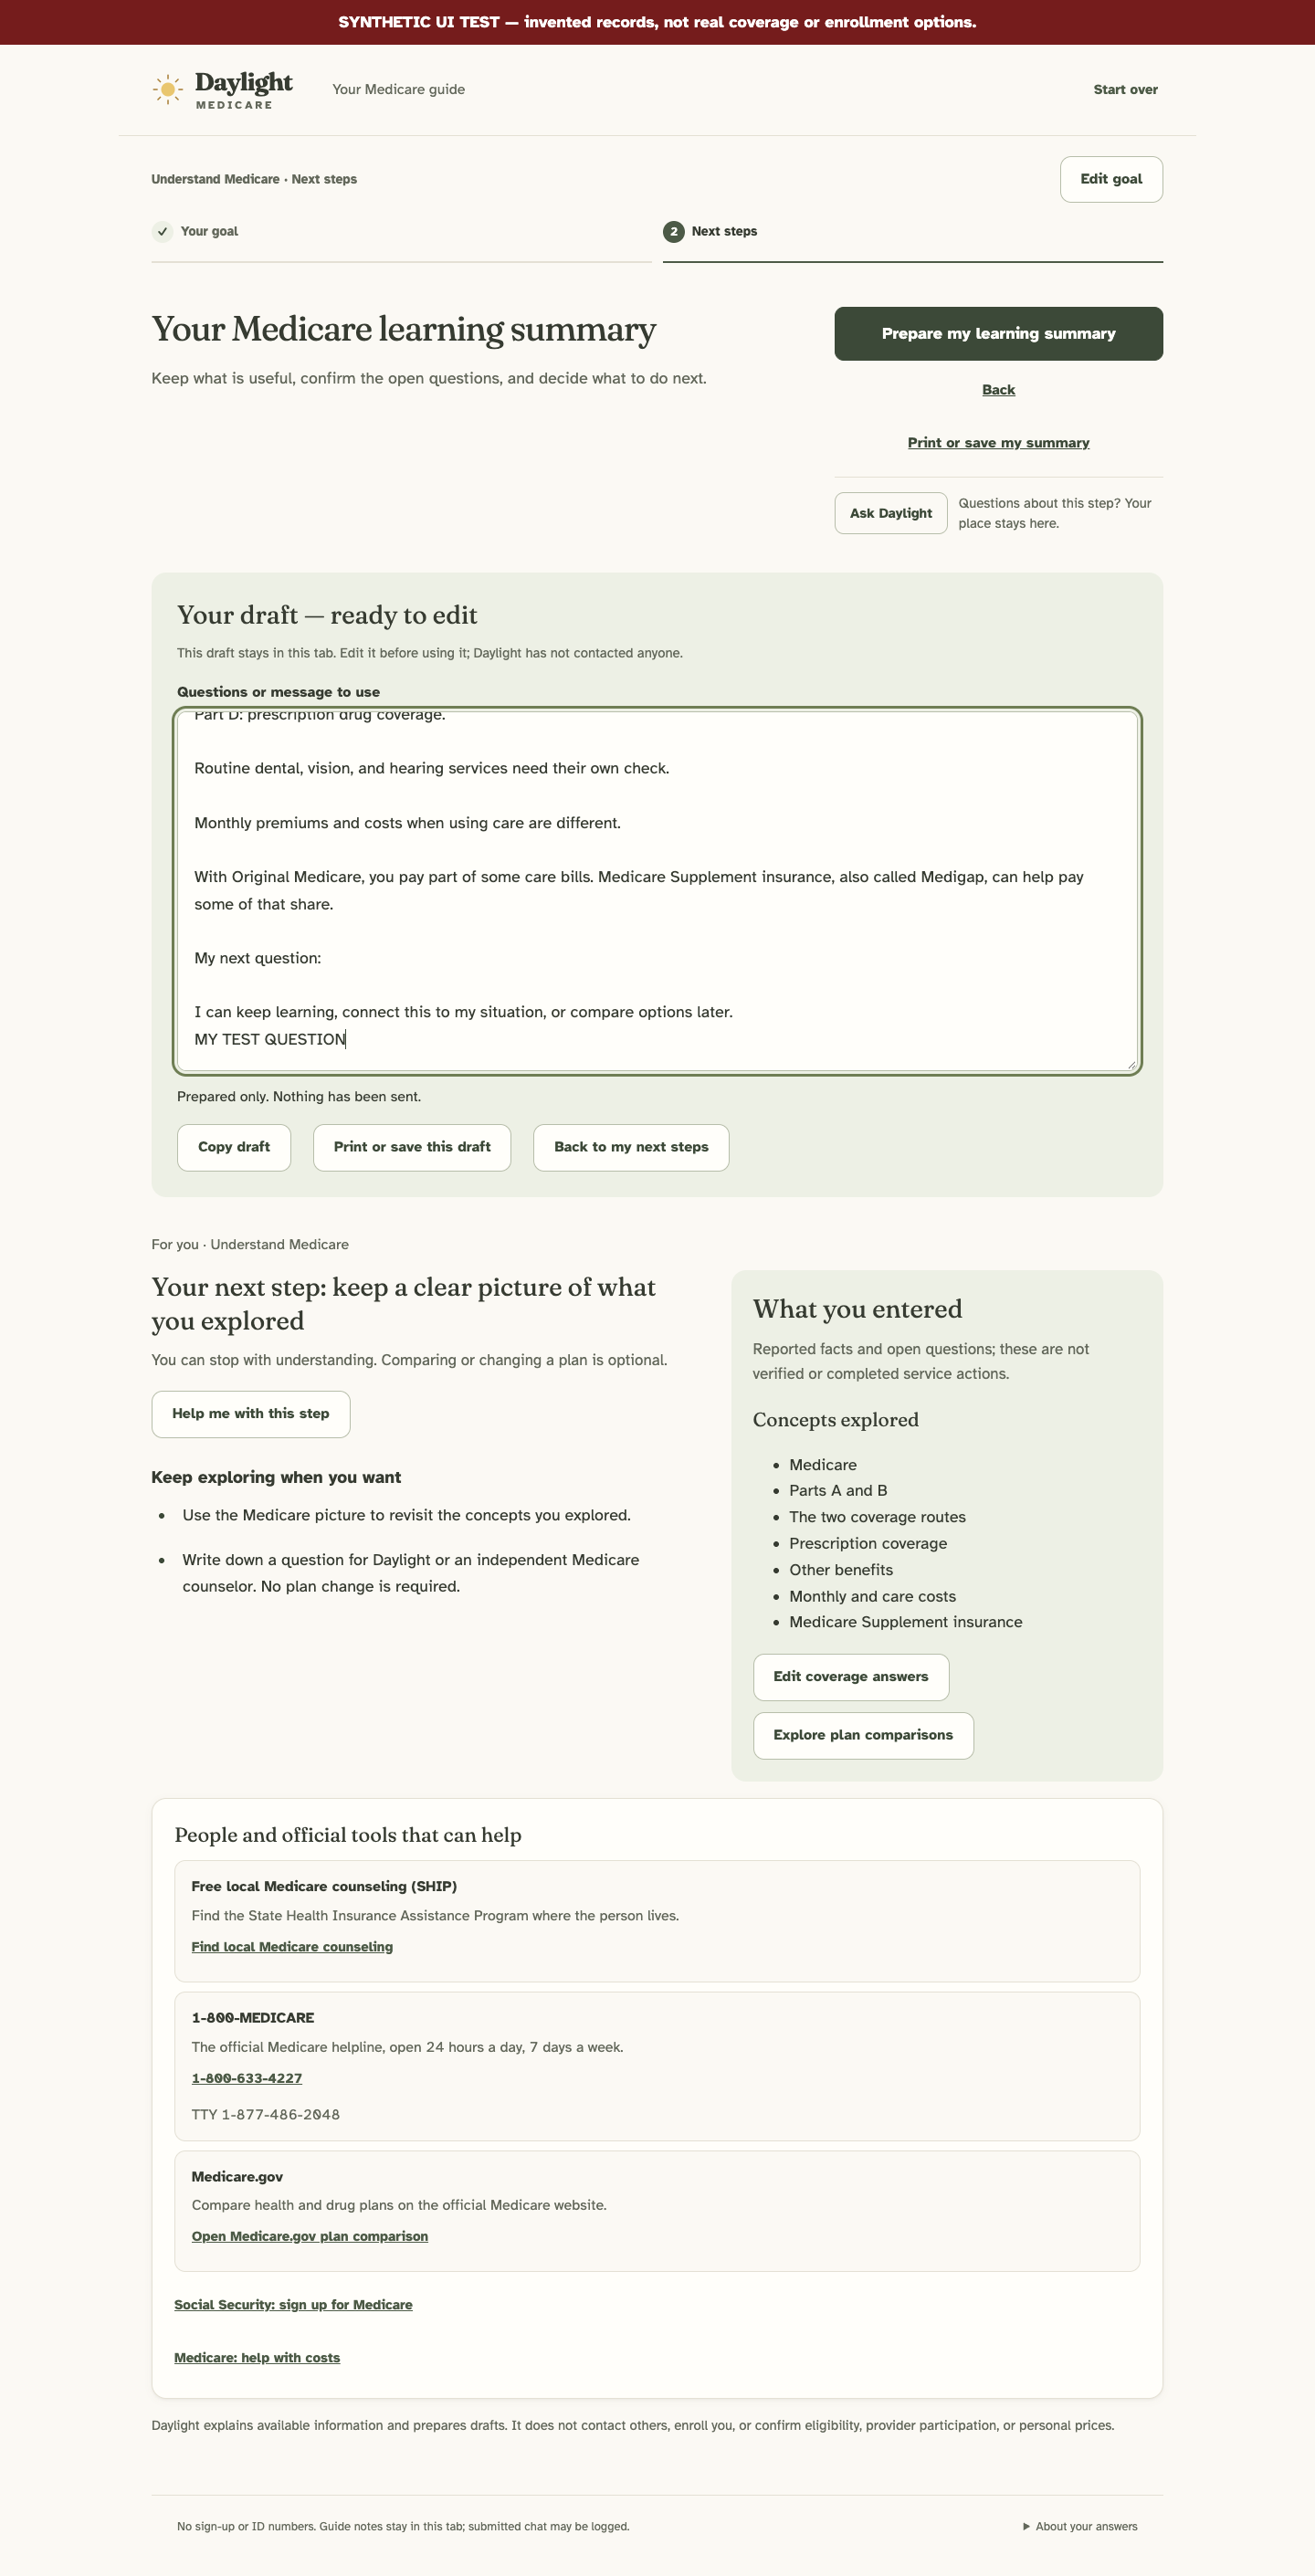 SYNTHETIC UI TEST — invented records, not real coverage or enrollment options.
Daylight
MEDICARE
Your Medicare guide
Start over
Understand Medicare · Next steps
Edit goal
Your goal
2 Next steps
Your Medicare learning summary
Keep what is useful, confirm the open questions, and decide what to do next.
Prepare my learning summary
Back
Print or save my summary
Ask Daylight
Questions about this step? Your
place stays here.
Your draft — ready to edit
This draft stays in this tab. Edit it before using it; Daylight has not contacted anyone.
Questions or message to use
Part D: prescription drug coverage.
Routine dental, vision, and hearing services need their own check.
Monthly premiums and costs when using care are different.
With Original Medicare, you pay part of some care bills. Medicare Supplement insurance, also called Medigap, can help pay
some of that share.
My next question:
I can keep learning, connect this to my situation, or compare options later.
MY TEST QUESTION
Prepared only. Nothing has been sent.
Copy draft
Print or save this draft
Back to my next steps
For you · Understand Medicare
Your next step: keep a clear picture of what
you explored
You can stop with understanding. Comparing or changing a plan is optional.
Help me with this step
Keep exploring when you want
• Use the Medicare picture to revisit the concepts you explored.
• Write down a question for Daylight or an independent Medicare
counselor. No plan change is required.
What you entered
Reported facts and open questions; these are not
verified or completed service actions.
Concepts explored
• Medicare
• Parts A and B
• The two coverage routes
• Prescription coverage
• Other benefits
• Monthly and care costs
• Medicare Supplement insurance
Edit coverage answers
Explore plan comparisons
People and official tools that can help
Free local Medicare counseling (SHIP)
Find the State Health Insurance Assistance Program where the person lives.
Find local Medicare counseling
1-800-MEDICARE
The official Medicare helpline, open 24 hours a day, 7 days a week.
1-800-633-4227
TTY 1-877-486-2048
Medicare.gov
Compare health and drug plans on the official Medicare website.
Open Medicare.gov plan comparison
Social Security: sign up for Medicare
Medicare: help with costs
Daylight explains available information and prepares drafts. It does not contact others, enroll you, or confirm eligibility, provider participation, or personal prices.
No sign-up or ID numbers. Guide notes stay in this tab; submitted chat may be logged.
▶ About your answers